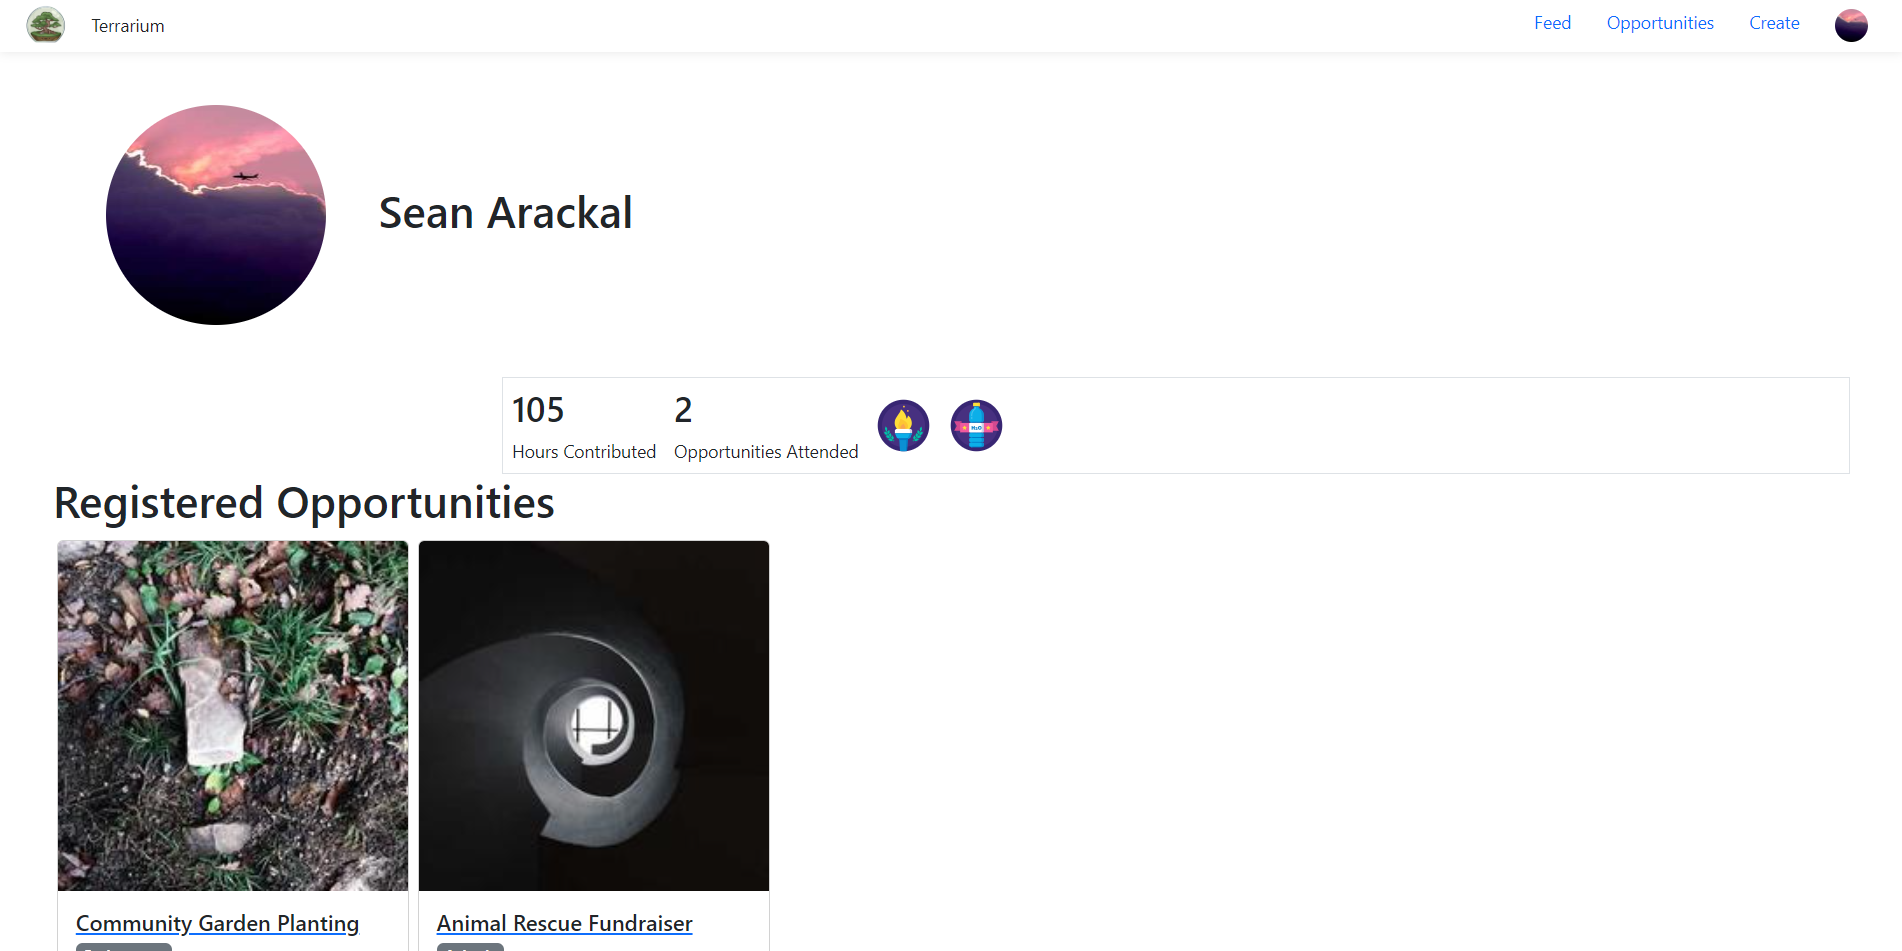 Terrarium
Feed Opportunities Create
Sean Arackal
105 2
Hours Contributed Opportunities Attended
H2O
Registered Opportunities
Community Garden Planting Animal Rescue Fundraiser